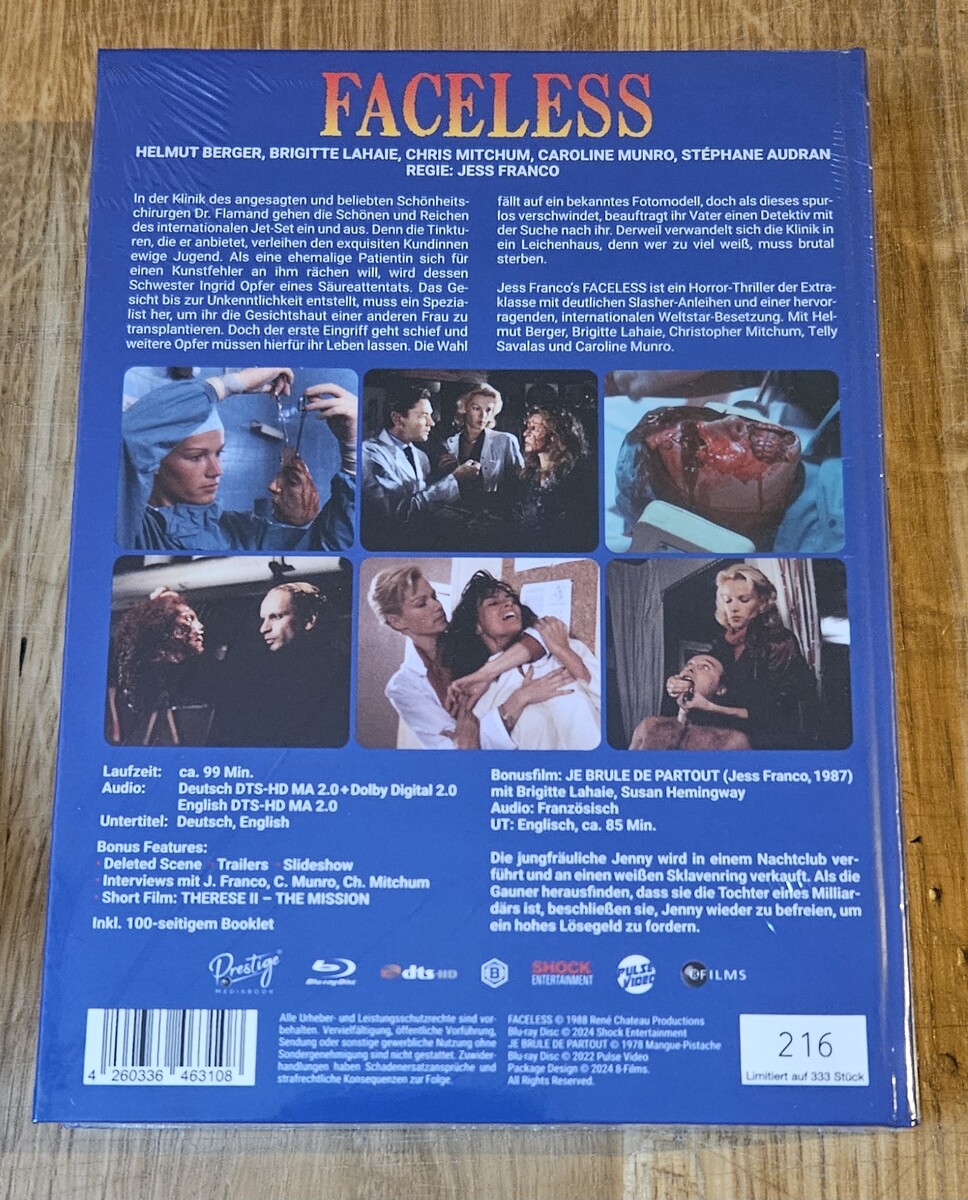 FACELESS
HELMUT BERGER, BRIGITTE LAHAIE, CHRIS MITCHUM, CAROLINE MUNRO, STÉPHANE AUDRAN
REGIE: JESS FRANCO
In der Klinik des angesagten und beliebten Schönheits-
chirurgen Dr. Flamand gehen die Schönen und Reichen
des internationalen Jet-Set ein und aus. Denn die Tinktu-
ren, die er anbietet, verleihen den exquisiten Kundinnen
ewige Jugend. Als eine ehemalige Patientin sich für
einen Kunstfehler an ihm rächen will, wird dessen
Schwester Ingrid Opfer eines Säureattentats. Das Ge-
sicht bis zur Unkenntlichkeit entstellt, muss ein Spezia-
list her, um ihr die Gesichtshaut einer anderen Frau zu
transplantieren. Doch der erste Eingriff geht schief und
weitere Opfer müssen hierfür ihr Leben lassen. Die Wahl
fällt auf ein bekanntes Fotomodell, doch als dieses spur-
los verschwindet, beauftragt ihr Vater einen Detektiv mit
der Suche nach ihr. Derweil verwandelt sich die Klinik in
ein Leichenhaus, denn wer zu viel weiß, muss brutal
sterben.
Jess Franco's FACELESS ist ein Horror-Thriller der Extra-
klasse mit deutlichen Slasher-Anleihen und einer hervor-
ragenden, internationalen Weltstar-Besetzung. Mit Hel-
mut Berger, Brigitte Lahaie, Christopher Mitchum, Telly
Savalas und Caroline Munro.
Laufzeit: ca. 99 Min.
Audio: Deutsch DTS-HD MA 2.0 + Dolby Digital 2.0
English DTS-HD MA 2.0
Untertitel: Deutsch, English
Bonus Features:
· Deleted Scene · Trailers · Slideshow
· Interviews mit J. Franco, C. Munro, Ch. Mitchum
· Short Film: THERESE II – THE MISSION
Inkl. 100-seitigem Booklet
Bonusfilm: JE BRULE DE PARTOUT (Jess Franco, 1987)
mit Brigitte Lahaie, Susan Hemingway
Audio: Französisch
UT: Englisch, ca. 85 Min.
Die jungfräuliche Jenny wird in einem Nachtclub ver-
führt und an einen weißen Sklavenring verkauft. Als die
Gauner herausfinden, dass sie die Tochter eines Milliar-
därs ist, beschließen sie, Jenny wieder zu befreien, um
ein hohes Lösegeld zu fordern.
Prestige
MEDIABOOK
Blu-ray Disc
dts-HD
B
SHOCK
ENTERTAINMENT
PULSE
VIDEO
8FILMS
4 260336 463108
Alle Urheber- und Leistungsschutzrechte sind vor-
behalten. Vervielfältigung, öffentliche Vorführung,
Sendung oder sonstige gewerbliche Nutzung ohne
Sondergenehmigung sind nicht gestattet. Zuwider-
handlungen haben Schadenersatzansprüche und
strafrechtliche Konsequenzen zur Folge.
FACELESS © 1988 René Chateau Productions
Blu-ray Disc © 2024 Shock Entertainment
JE BRULE DE PARTOUT © 1978 Mangue-Pistache
Blu-ray Disc © 2022 Pulse Video
Package Design © 2024 8-Films.
All Rights Reserved.
216
Limitiert auf 333 Stück